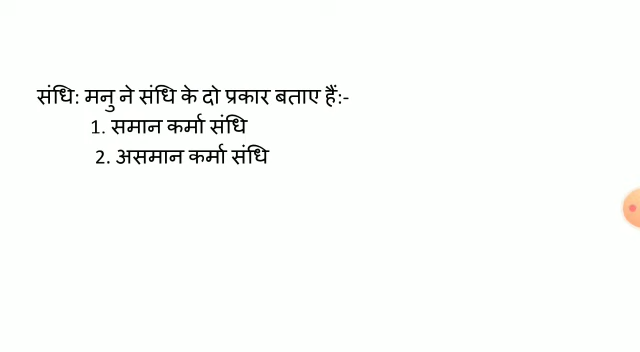 संधि: मनु ने संधि के दो प्रकार बताए हैं:-
1. समान कर्मा संधि
2. असमान कर्मा संधि